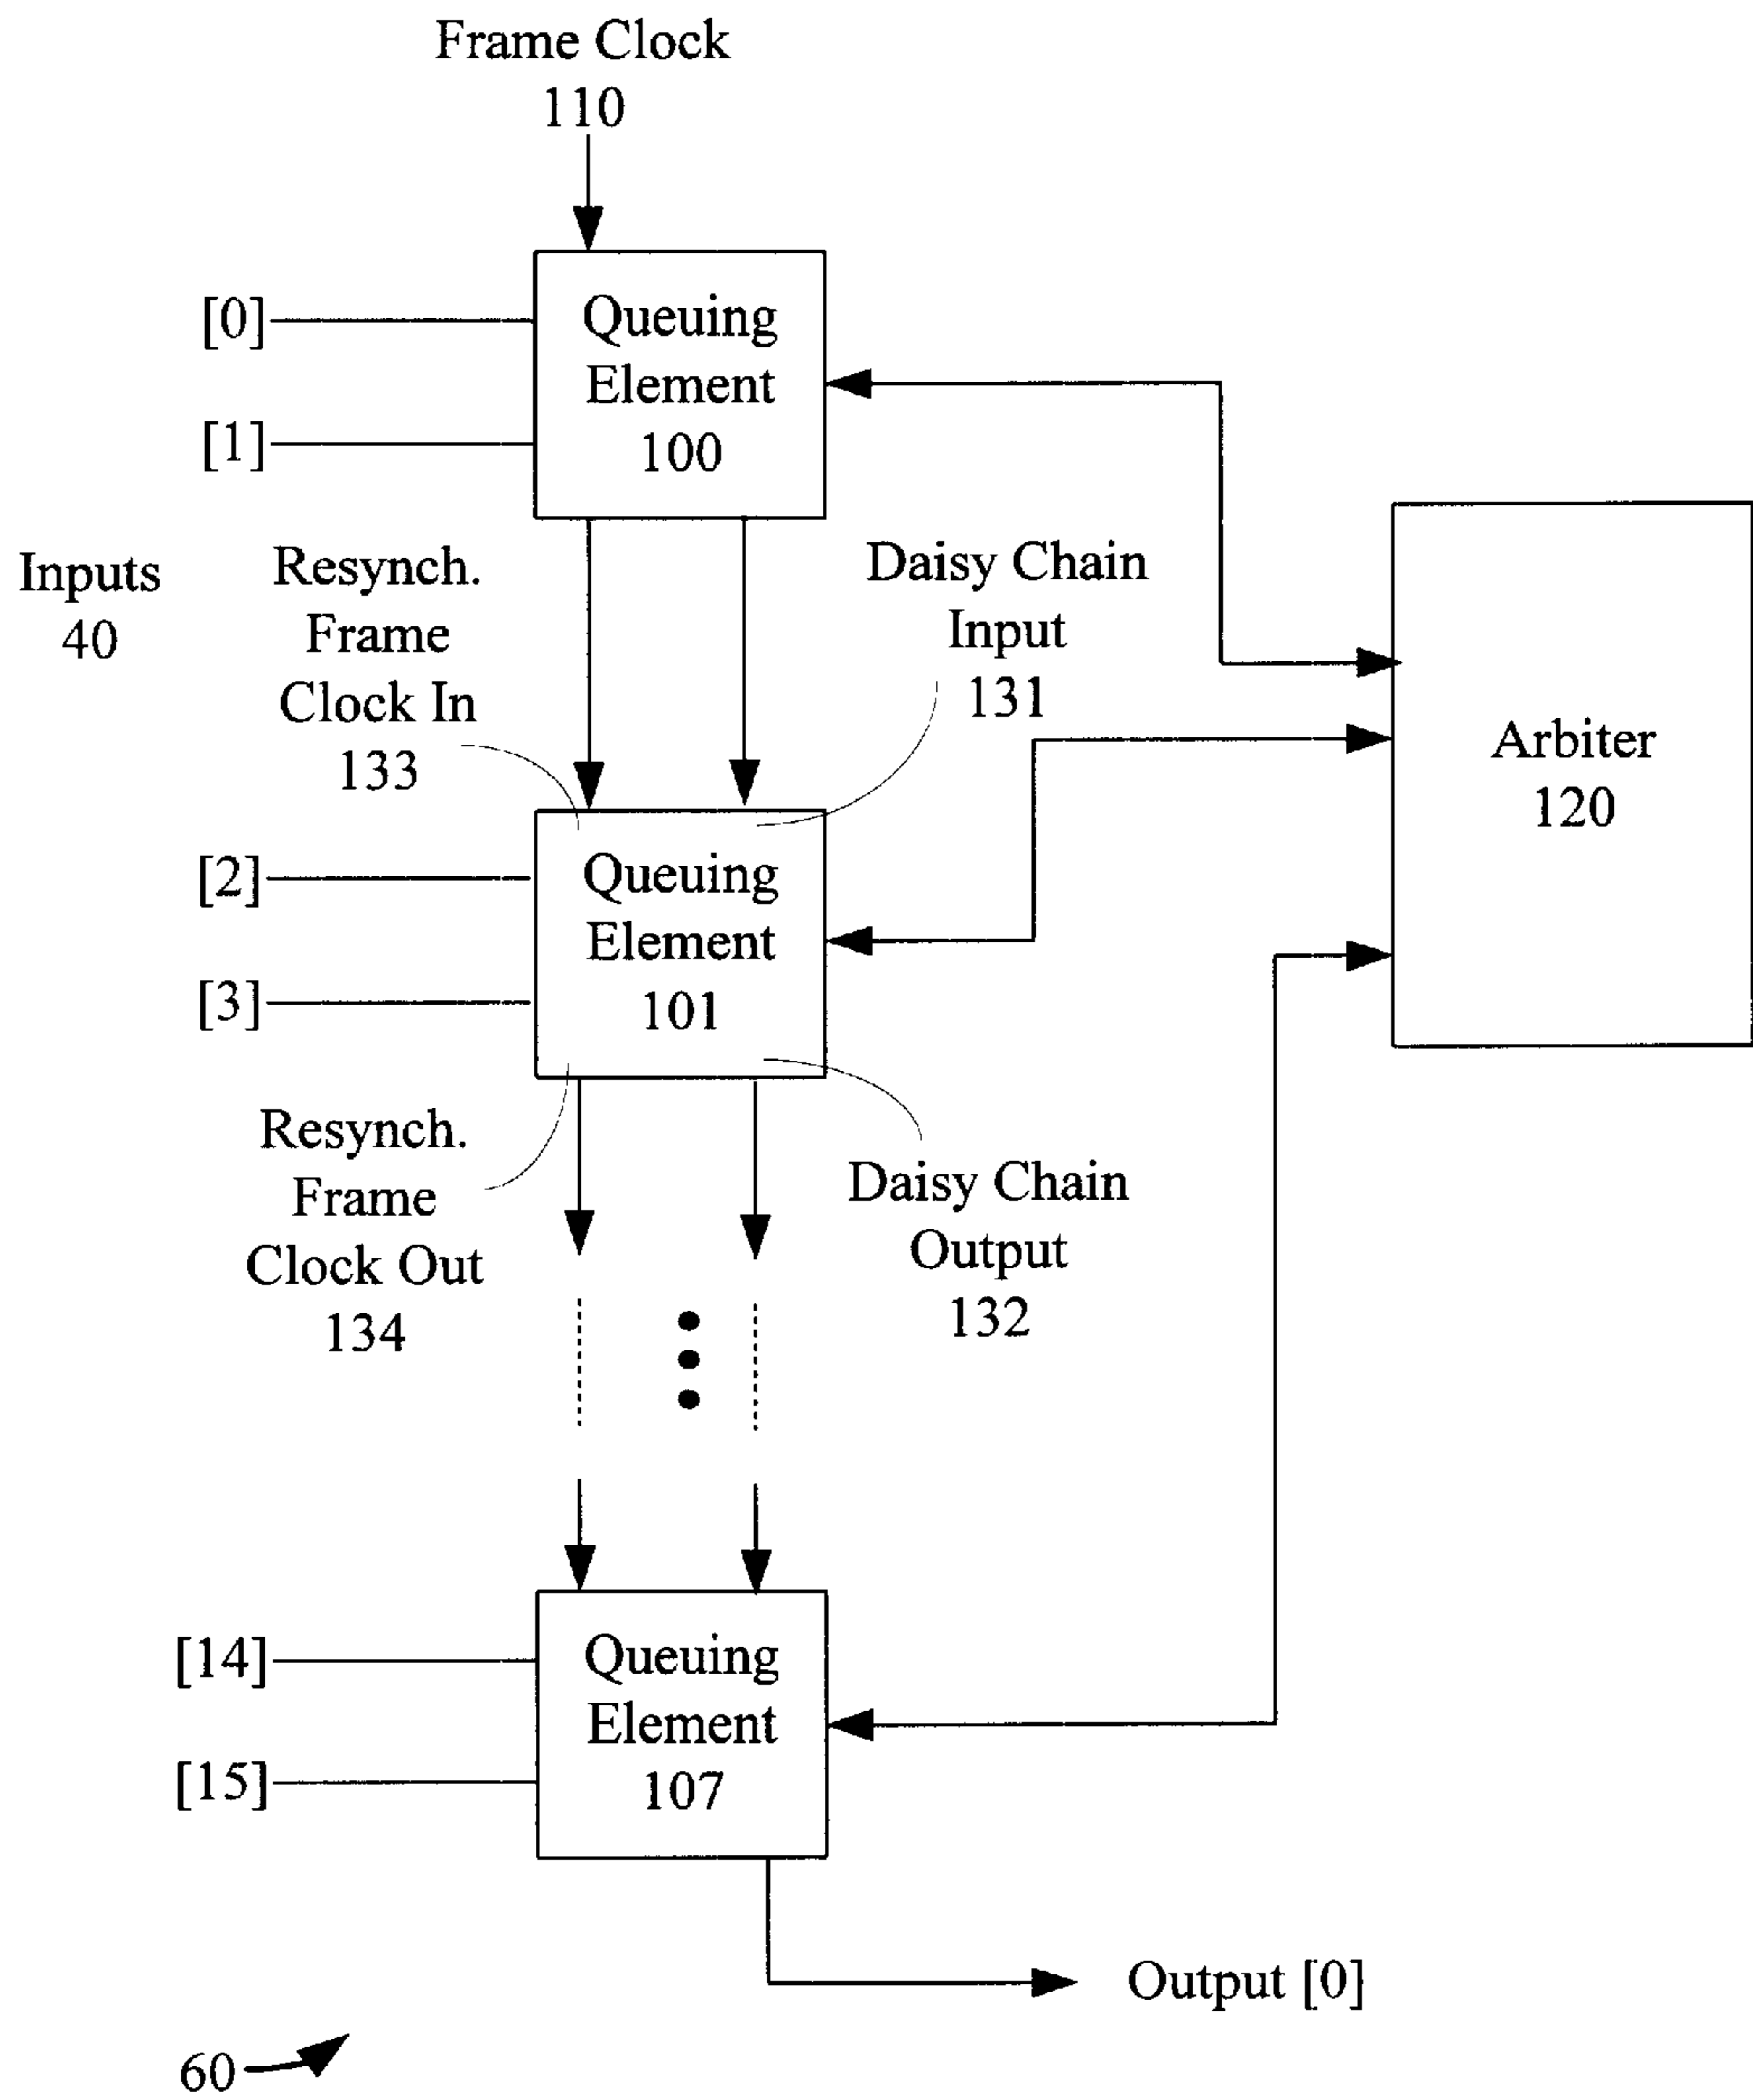 Frame Clock
110
[0]
[1]
Queuing
Element
100
Inputs
40
Resynch.
Frame
Clock In
133
Daisy Chain
Input
131
Arbiter
120
[2]
[3]
Queuing
Element
101
Resynch.
Frame
Clock Out
134
Daisy Chain
Output
132
[14]
[15]
Queuing
Element
107
Output [0]
60